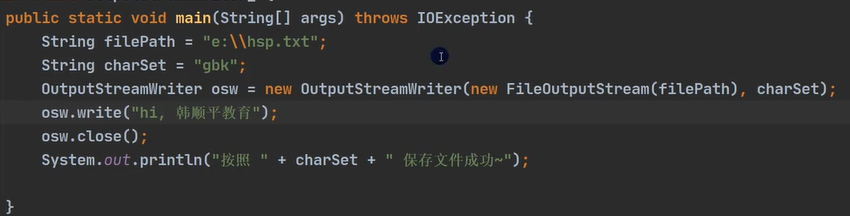 public static void main(String[] args) throws IOException {
    String filePath = "e:\\hsp.txt";
    String charSet = "gbk";
    OutputStreamWriter osw = new OutputStreamWriter(new FileOutputStream(filePath), charSet);
    osw.write("hi, 韩顺平教育");
    osw.close();
    System.out.println("按照 " + charSet + " 保存文件成功~");
}